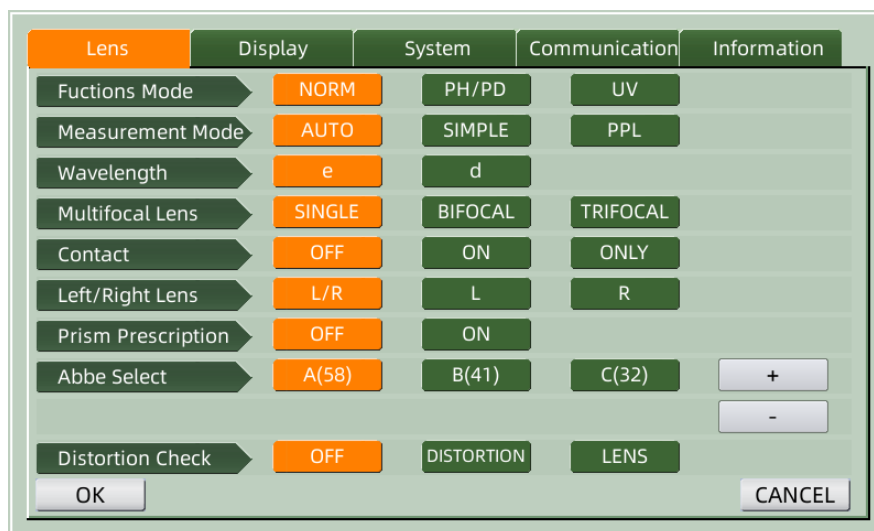 Lens Display System Communication Information
Fuctions Mode NORM PH/PD UV
Measurement Mode AUTO SIMPLE PPL
Wavelength e d
Multifocal Lens SINGLE BIFOCAL TRIFOCAL
Contact OFF ON ONLY
Left/Right Lens L/R L R
Prism Prescription OFF ON
Abbe Select A(58) B(41) C(32) +
-
Distortion Check OFF DISTORTION LENS
OK CANCEL